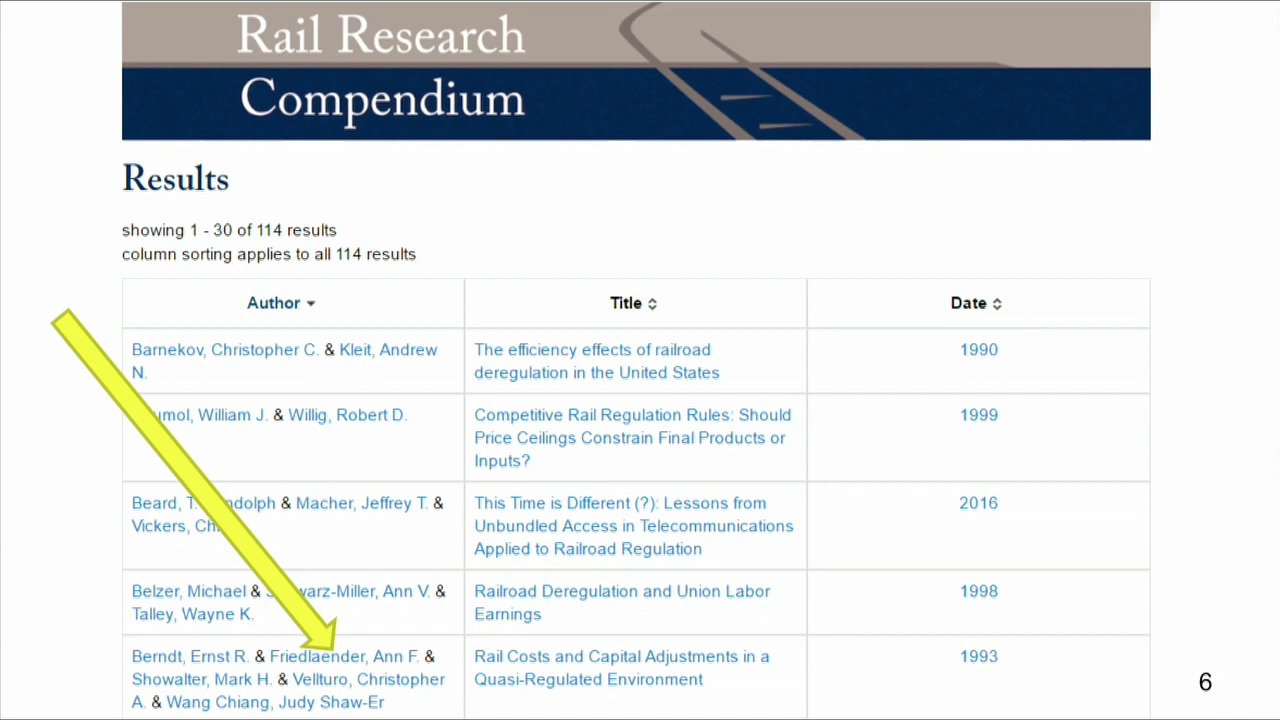 Rail Research
Compendium
Results
showing 1 - 30 of 114 results
column sorting applies to all 114 results
Author Title Date
Barnekov, Christopher C. & Kleit, Andrew
N.
The efficiency effects of railroad
deregulation in the United States
1990
William J. & Willig, Robert D.
Competitive Rail Regulation Rules: Should
Price Ceilings Constrain Final Products or
Inputs?
1999
Beard, T. & Macher, Jeffrey T. &
Vickers,
This Time is Different (?): Lessons from
Unbundled Access in Telecommunications
Applied to Railroad Regulation
2016
Belzer, Michael & Ann V. &
Talley, Wayne K.
Railroad Deregulation and Union Labor
Earnings
1998
Berndt, Ernst R. & Friedlaender, Ann F. &
Showalter, Mark H. & Vellturo, Christopher
A. & Wang Chiang, Judy Shaw-Er
Rail Costs and Capital Adjustments in a
Quasi-Regulated Environment
1993
6